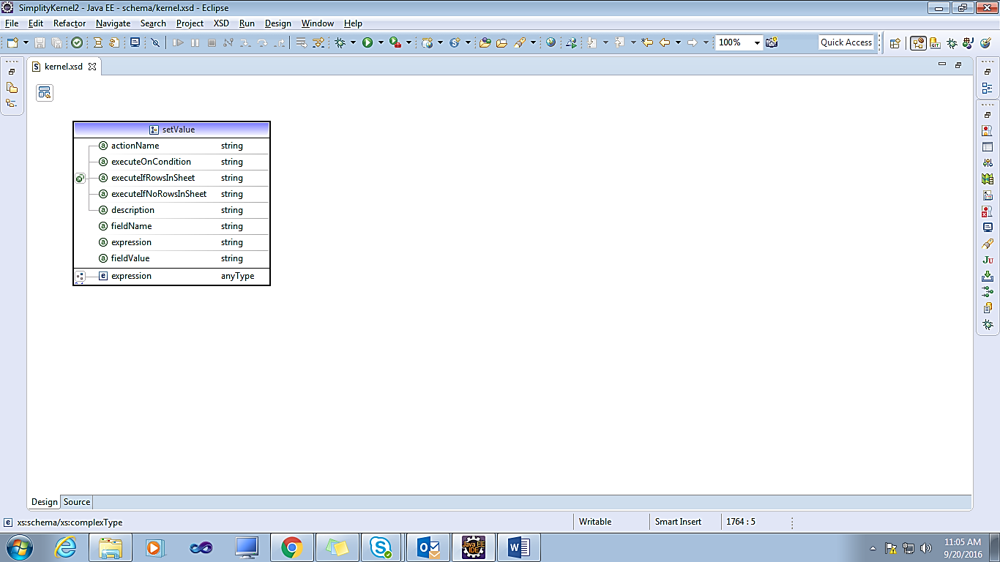 SimplityKernel2 - Java EE - schema/kernel.xsd - Eclipse
File Edit Refactor Navigate Search Project XSD Run Design Window Help
100% Quick Access
GIT
kernel.xsd
setValue
actionName string
executeOnCondition string
executeIfRowsInSheet string
executeIfNoRowsInSheet string
description string
fieldName string
expression string
fieldValue string
expression anyType
Ju
Design Source
xs:schema/xs:complexType Writable Smart Insert 1764 : 5
Java EE
IDE
11:05 AM
9/20/2016